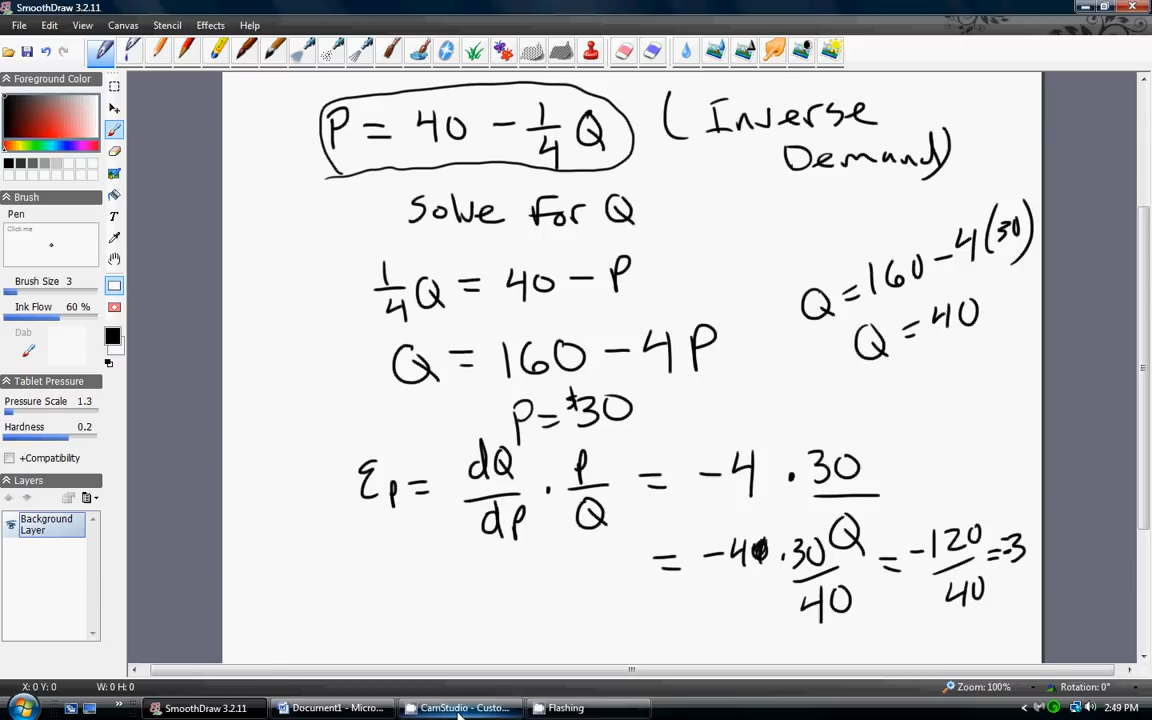 SmoothDraw 3.2.11
File Edit View Canvas Stencil Effects Help
Foreground Color
Brush
Pen
Click me
Brush Size 3
Ink Flow 60 %
Dab
Tablet Pressure
Pressure Scale 1.3
Hardness 0.2
+Compatibility
Layers
Background
Layer
P = 40 - 1/4 Q (Inverse
Demand)
Solve For Q
1/4 Q = 40 - P
Q = 160 - 4P
P = $30
Q = 160 - 4(30)
Q = 40
Ɛp = dQ/dp · P/Q = -4 · 30/Q
= -4 · 30/40 = -120/40 = -3
X: 0 Y: 0 W: 0 H: 0 Zoom: 100% Rotation: 0°
SmoothDraw 3.2.11 Document1 - Micro... CamStudio - Custo... Flashing 2:49 PM